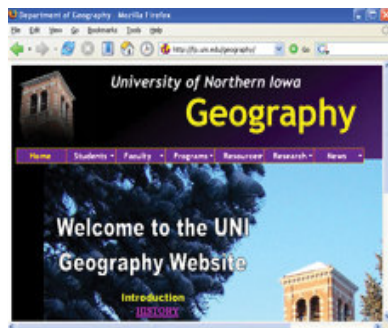 Department of Geography - Mozilla Firefox
File Edit View Go Bookmarks Tools Help
Go
University of Northern Iowa
Geography
Home Students Faculty Programs Resources Research News
Welcome to the UNI
Geography Website
Introduction
HISTORY